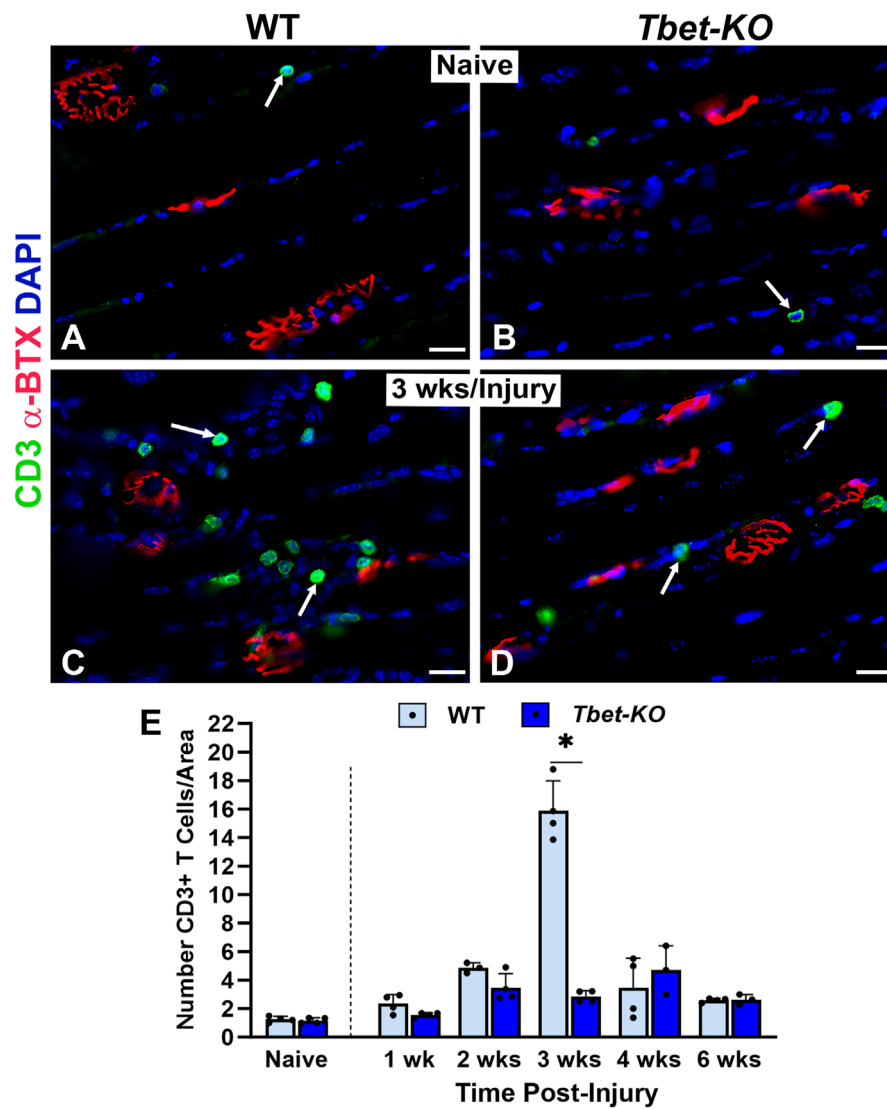 WT Tbet-KO
Naive
A B
CD3 α-BTX DAPI
3 wks/Injury
C D
E
WT Tbet-KO
*
Number CD3+ T Cells/Area
22
20
18
16
14
12
10
8
6
4
2
0
Naive 1 wk 2 wks 3 wks 4 wks 6 wks
Time Post-Injury